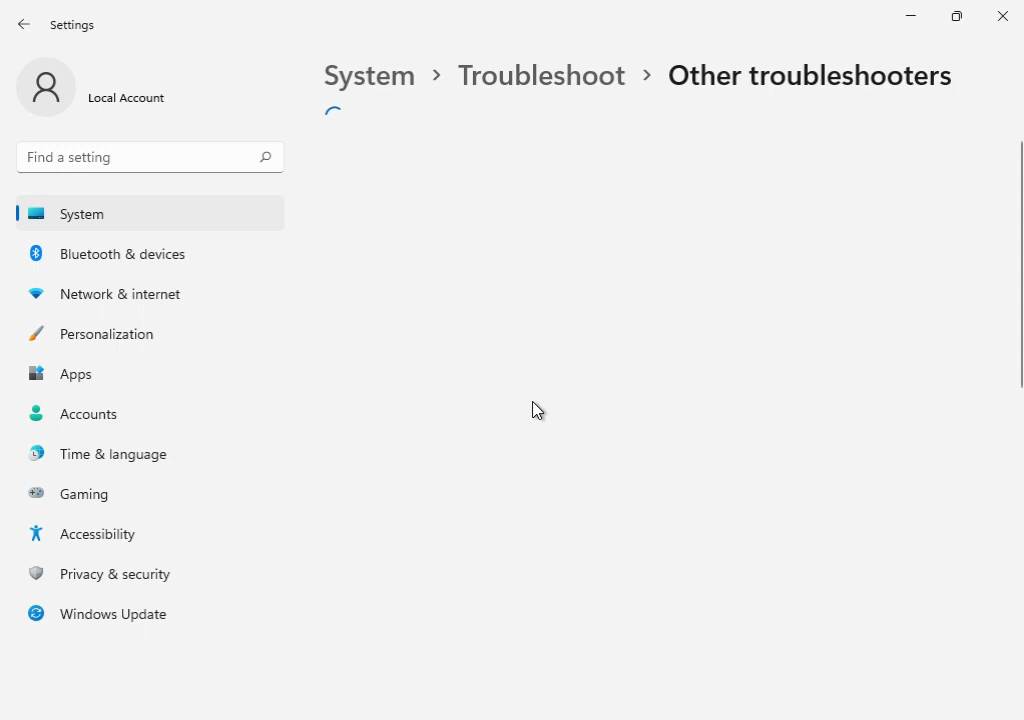 Settings
Local Account
Find a setting
System
Bluetooth & devices
Network & internet
Personalization
Apps
Accounts
Time & language
Gaming
Accessibility
Privacy & security
Windows Update
System › Troubleshoot › Other troubleshooters